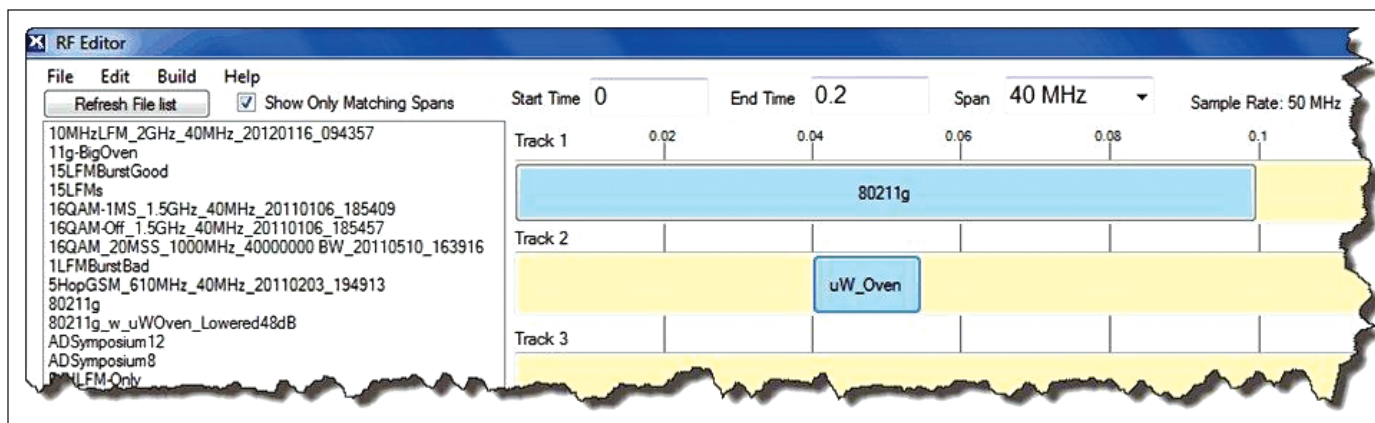 RF Editor
File Edit Build Help
Refresh File list Show Only Matching Spans Start Time 0 End Time 0.2 Span 40 MHz Sample Rate: 50 MHz
10MHzLFM_2GHz_40MHz_20120116_094357
11g-BigOven
15LFMBurstGood
15LFMs
16QAM-1MS_1.5GHz_40MHz_20110106_185409
16QAM-Off_1.5GHz_40MHz_20110106_185457
16QAM_20MSS_1000MHz_40000000 BW_20110510_163916
1LFMBurstBad
5HopGSM_610MHz_40MHz_20110203_194913
80211g
80211g_w_uWOven_Lowered48dB
ADSymposium12
ADSymposium8
Track 1 0.02 0.04 0.06 0.08 0.1
80211g
Track 2
uW_Oven
Track 3